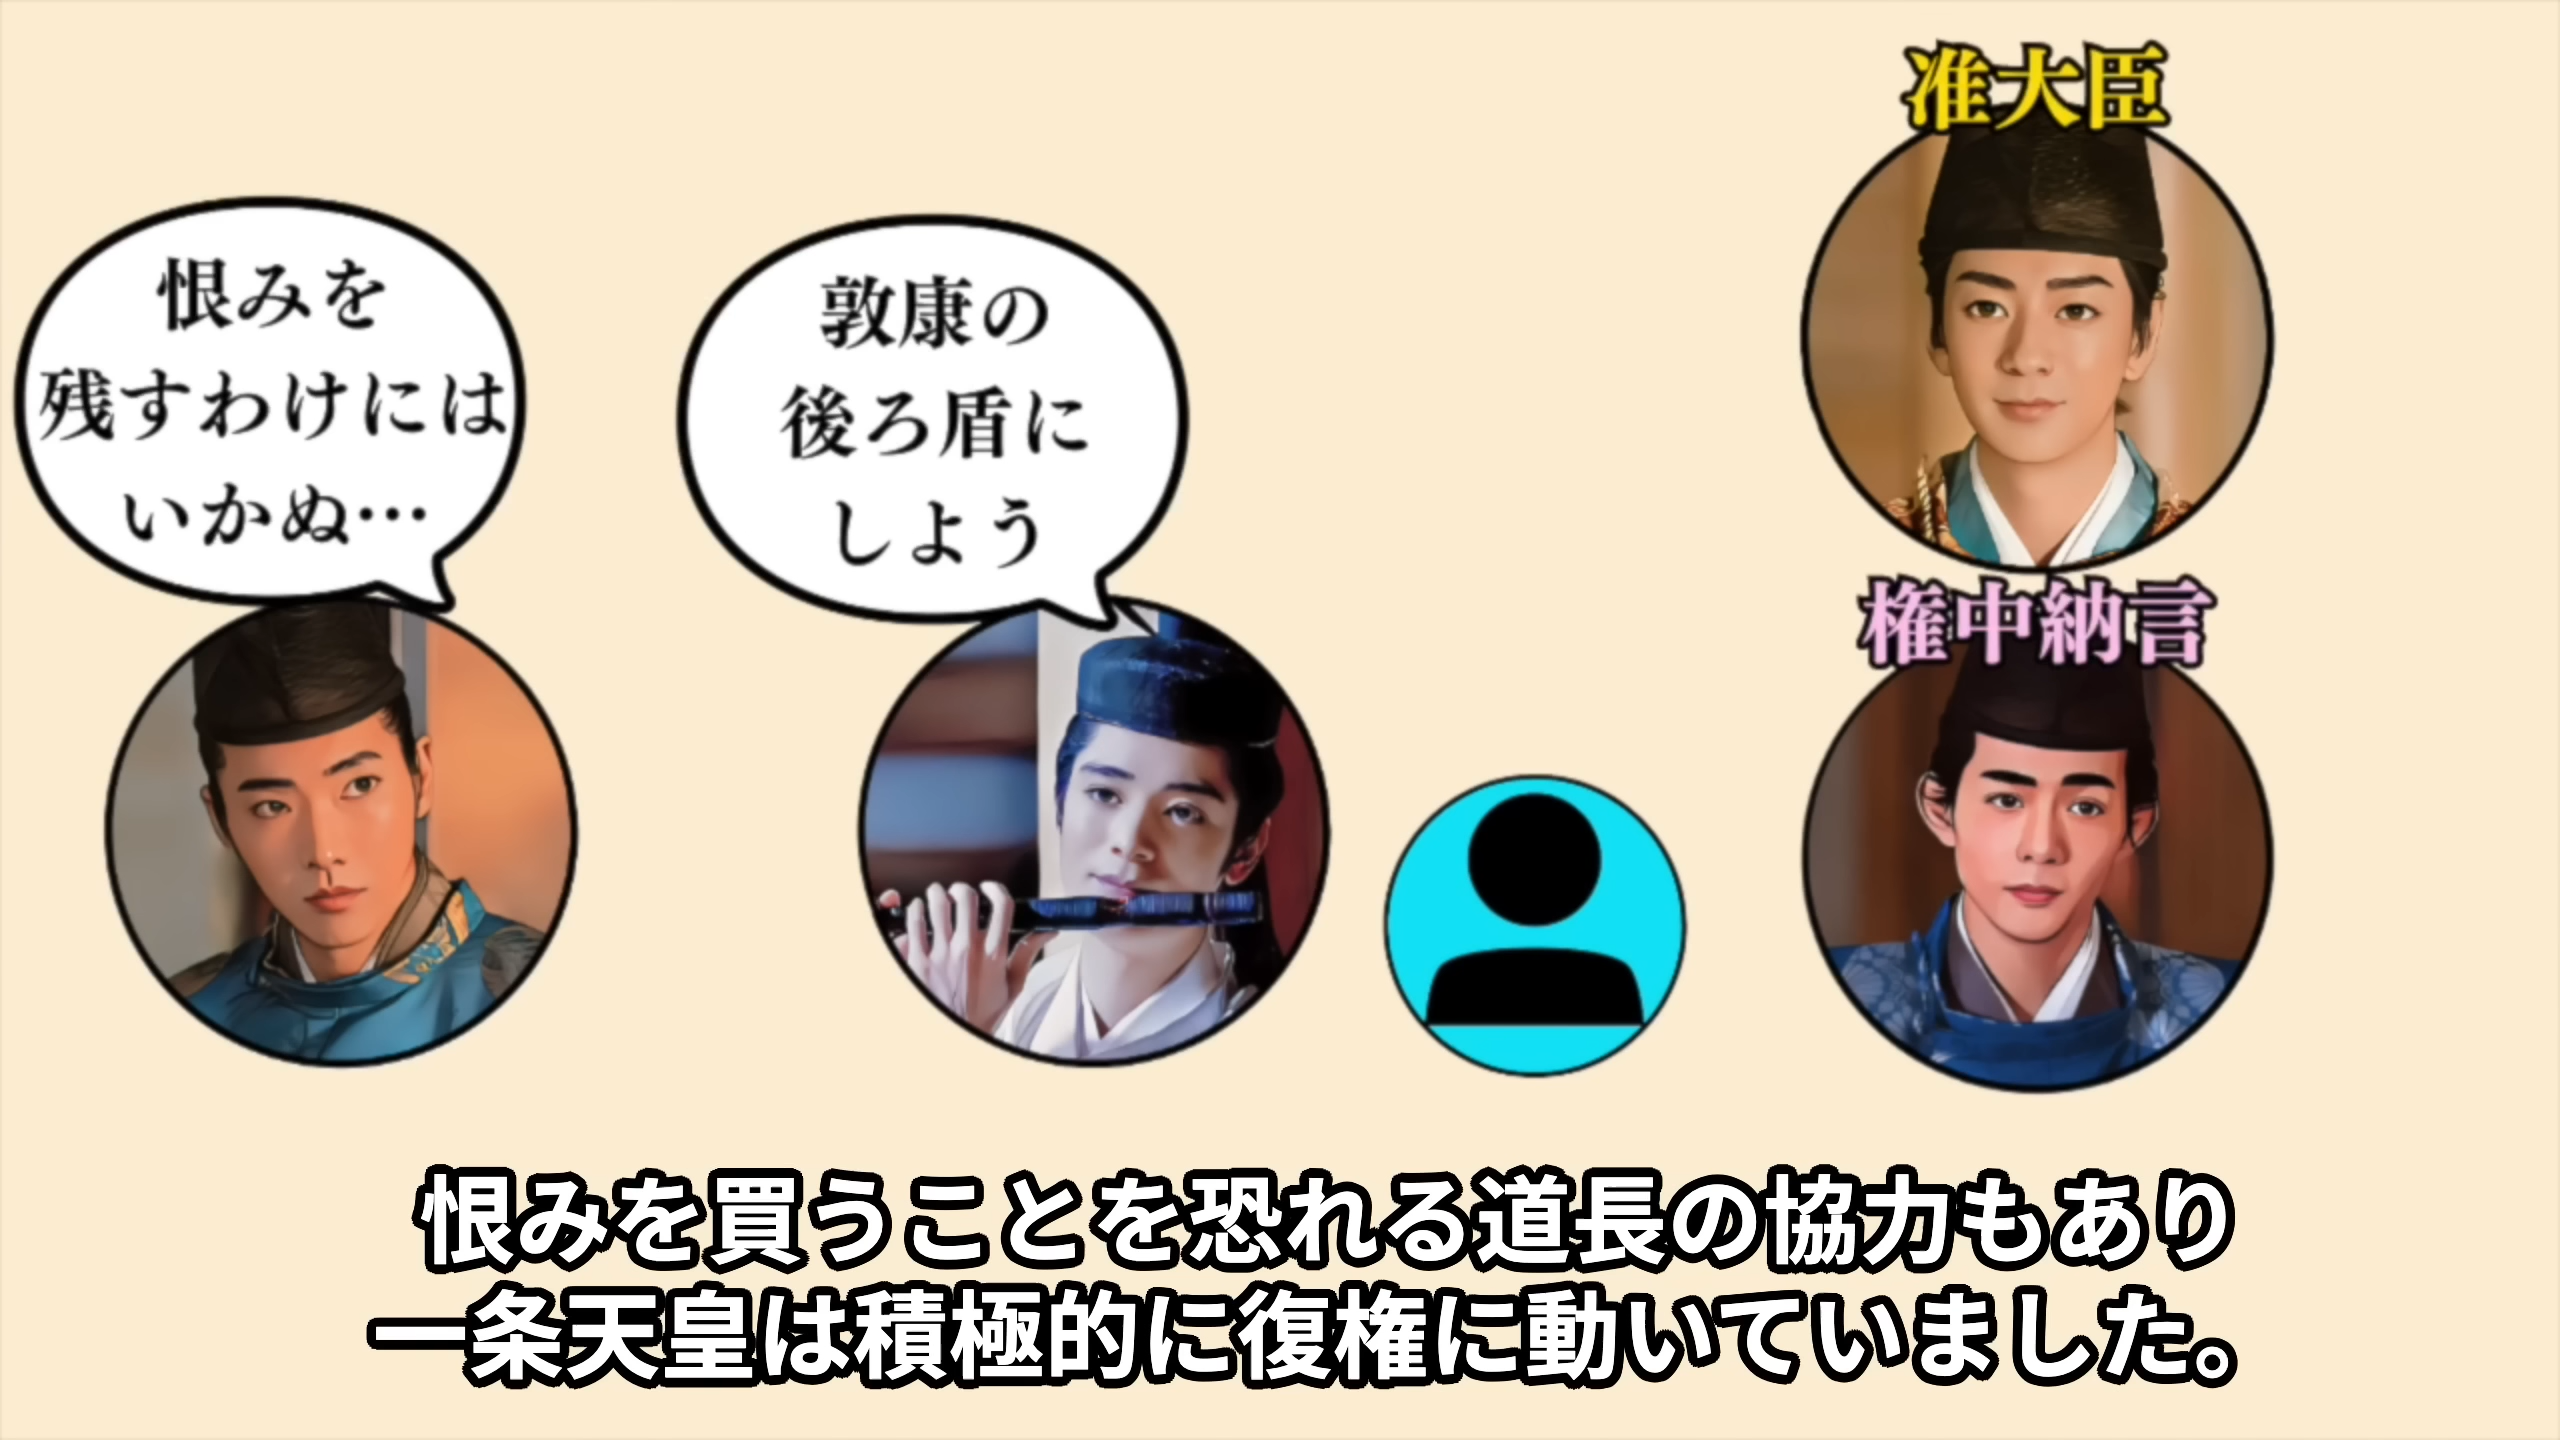 准大臣
恨みを
残すわけには
いかぬ…
敦康の
後ろ盾に
しよう
権中納言
恨みを買うことを恐れる道長の協力もあり
一条天皇は積極的に復権に動いていました。